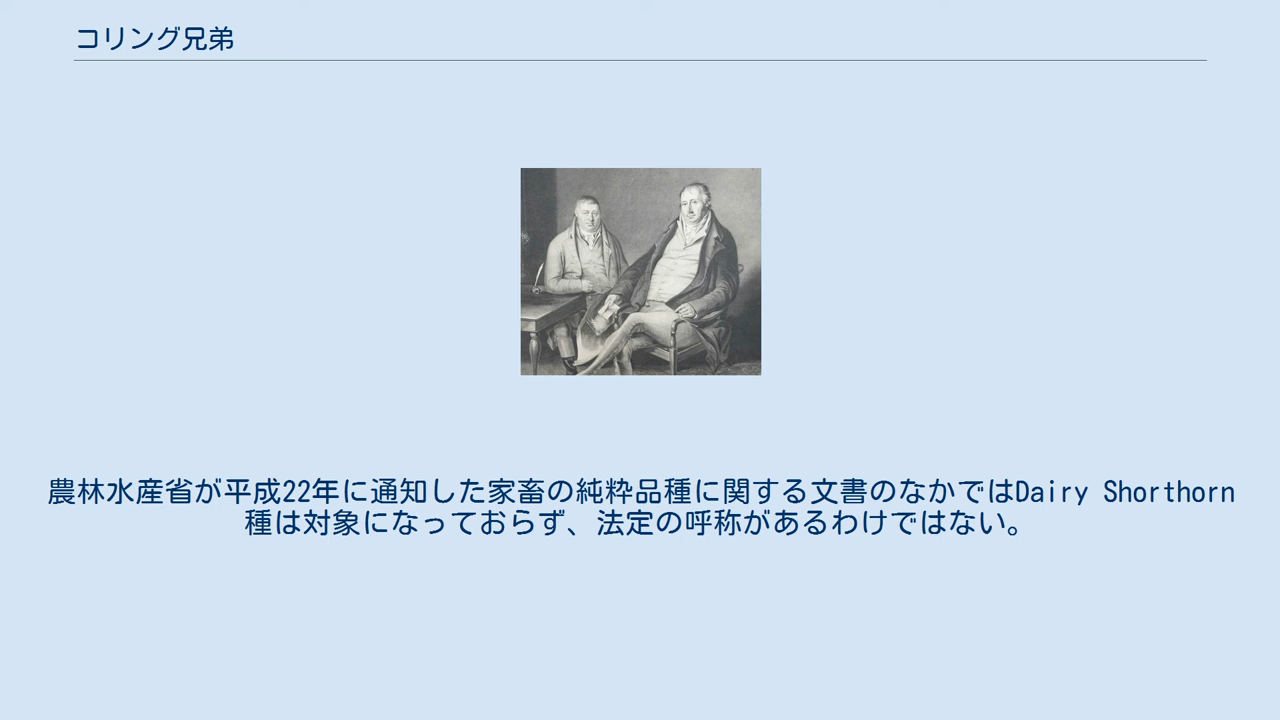 コリング兄弟
農林水産省が平成22年に通知した家畜の純粋品種に関する文書のなかではDairy Shorthorn
種は対象になっておらず、法定の呼称があるわけではない。